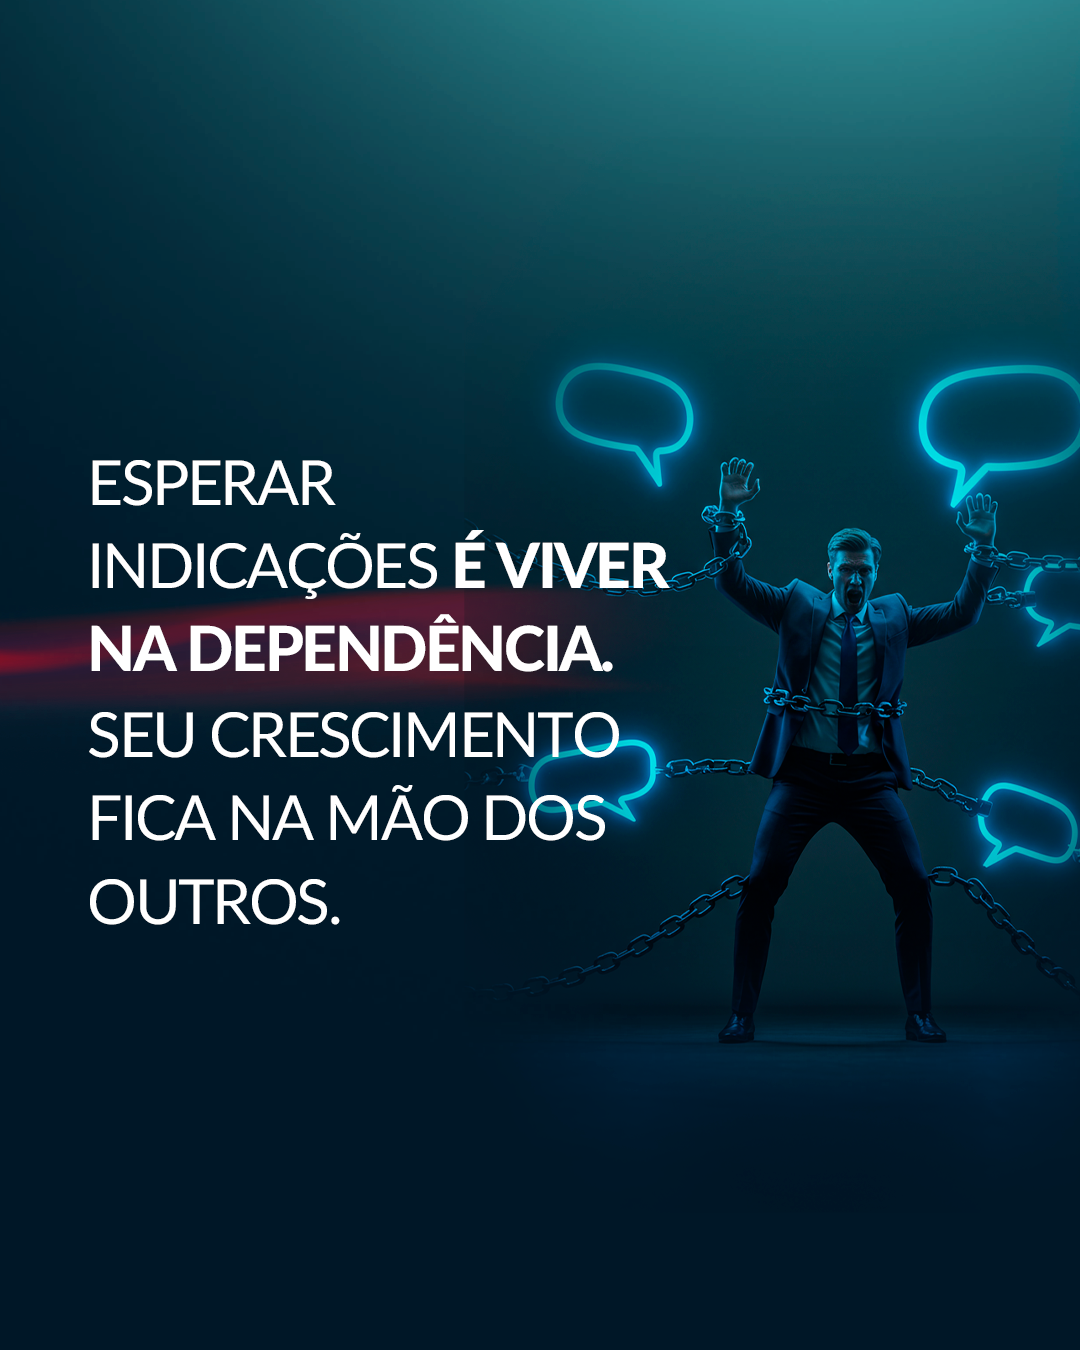 ESPERAR
INDICAÇÕES É VIVER
NA DEPENDÊNCIA.
SEU CRESCIMENTO
FICA NA MÃO DOS
OUTROS.